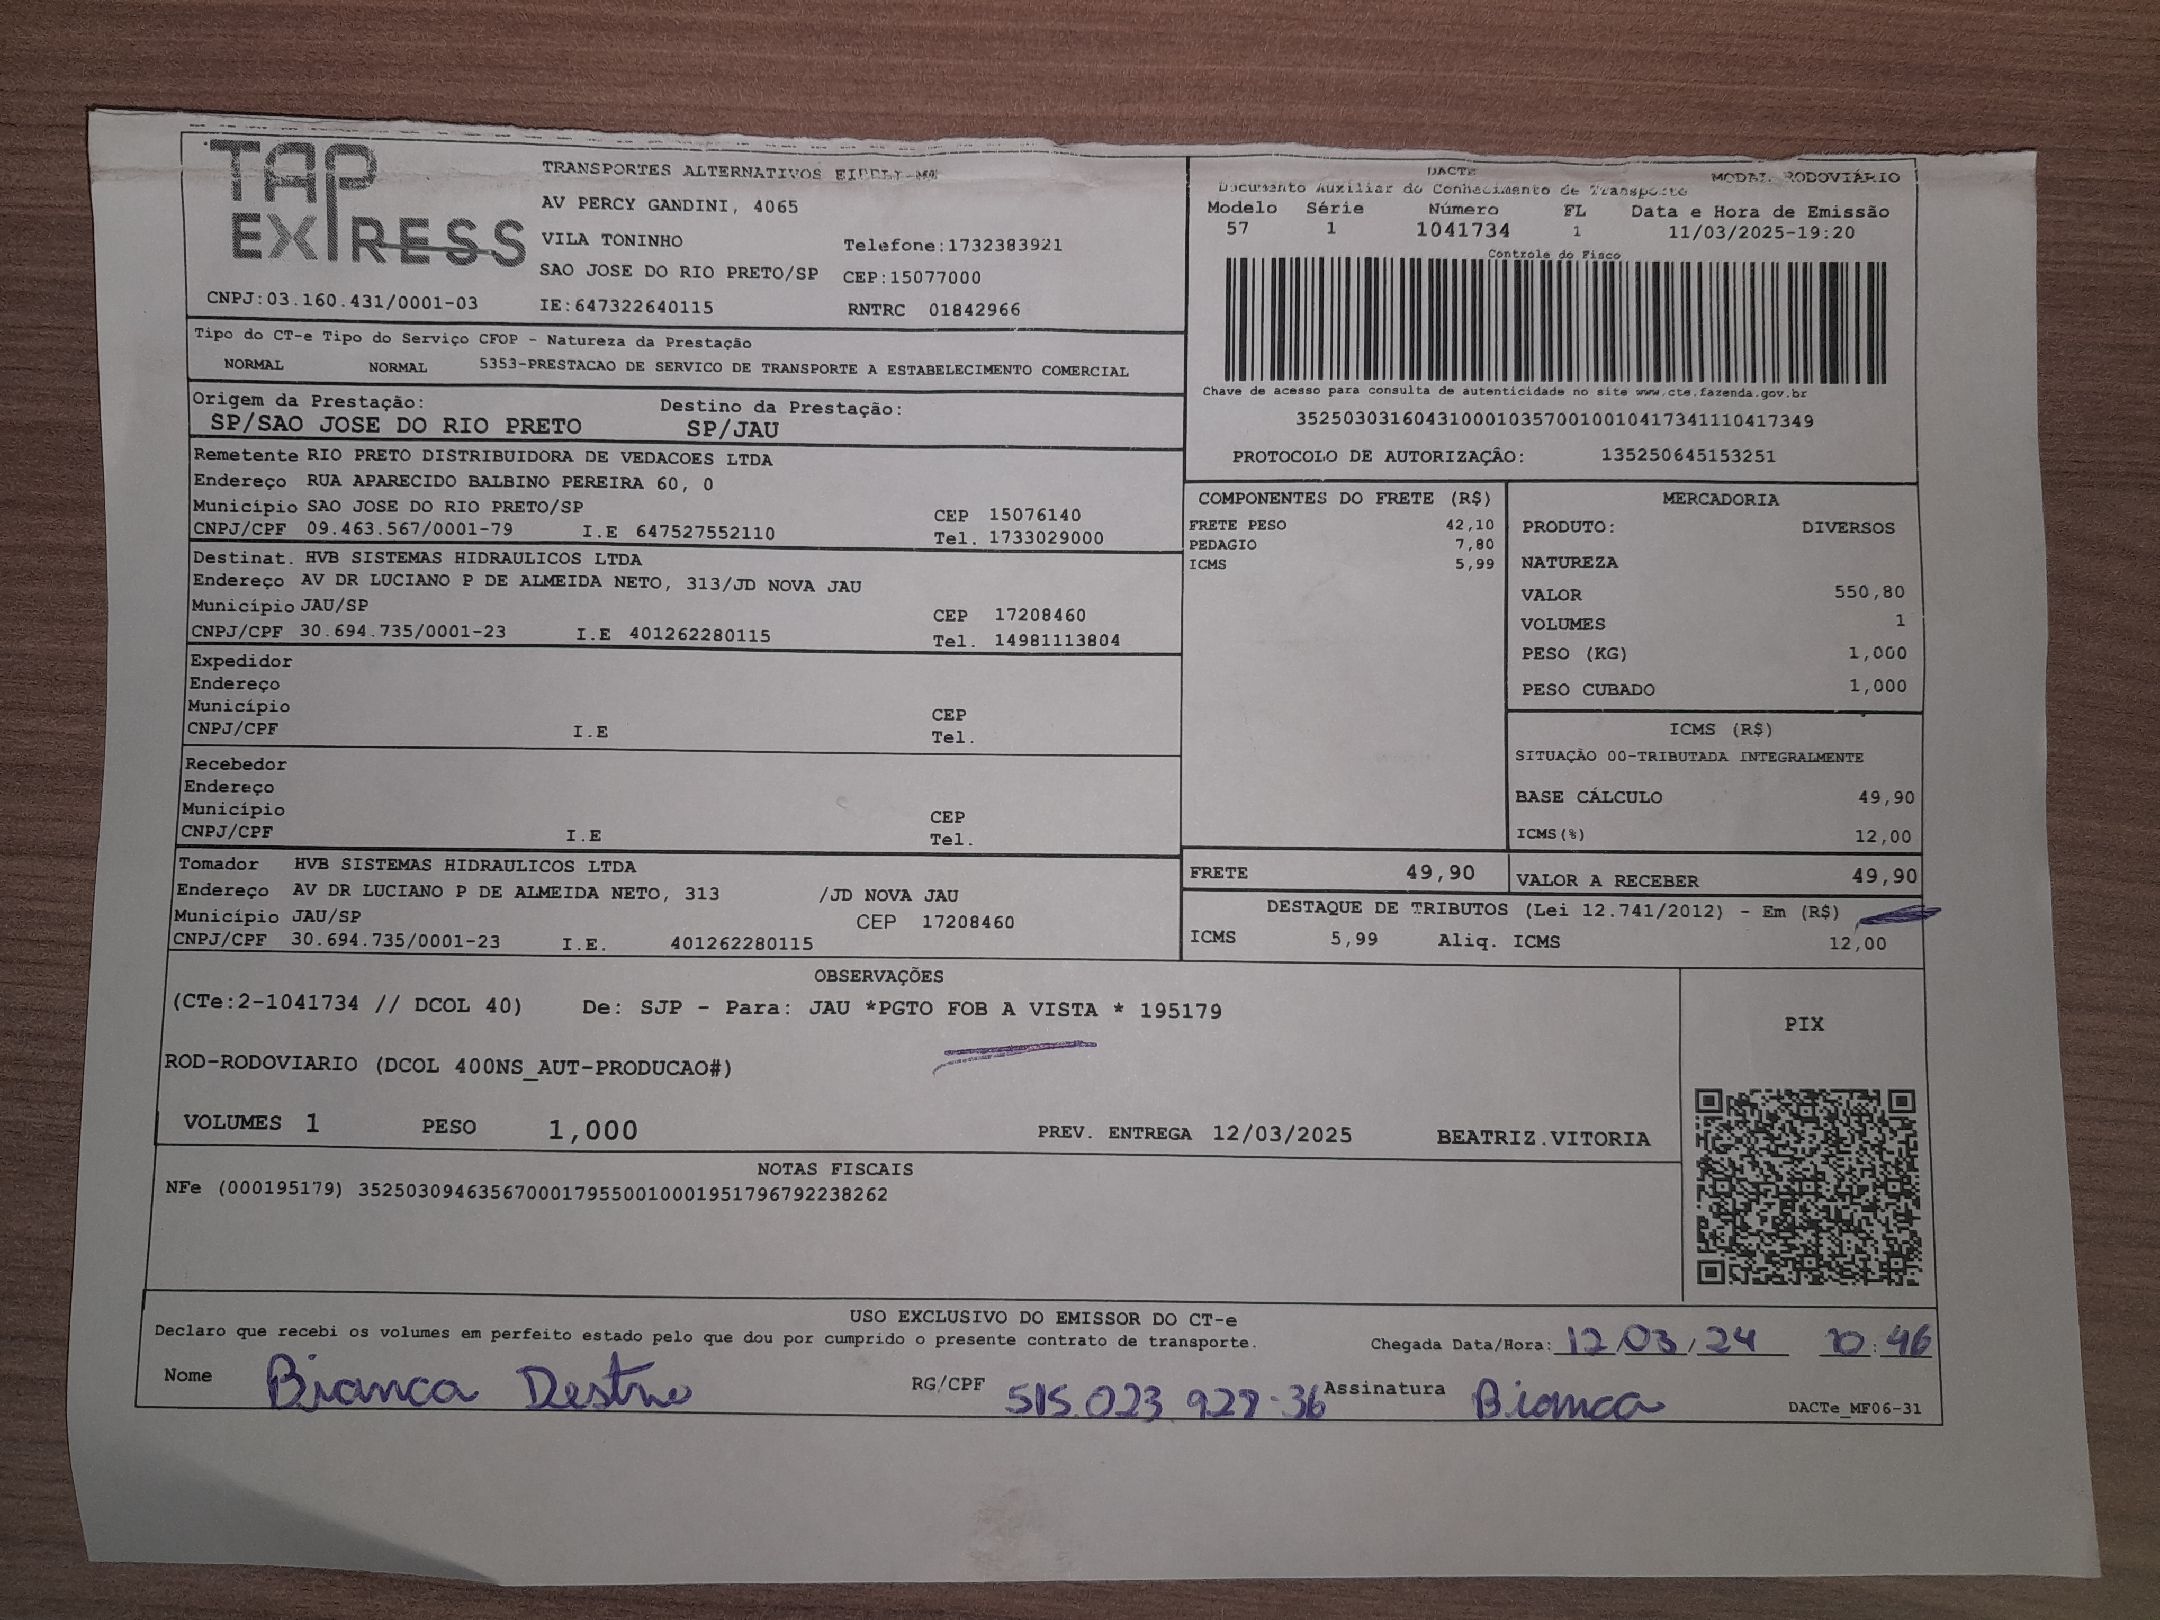 TAP EXPRESS
TRANSPORTES ALTERNATIVOS EIRELI-ME
AV PERCY GANDINI, 4065
VILA TONINHO Telefone:1732383921
SAO JOSE DO RIO PRETO/SP CEP:15077000
CNPJ:03.160.431/0001-03 IE:647322640115 RNTRC 01842966
DACTE MODAL RODOVIÁRIO
Documento Auxiliar do Conhecimento de Transporte
Modelo Série Número FL Data e Hora de Emissão
57 1 1041734 1 11/03/2025-19:20
Controle do Fisco
Chave de acesso para consulta de autenticidade no site www.cte.fazenda.gov.br
35250303160431000103570010010417341110417349
PROTOCOLO DE AUTORIZAÇÃO: 135250645153251
Tipo do CT-e Tipo do Serviço CFOP - Natureza da Prestação
NORMAL NORMAL 5353-PRESTACAO DE SERVICO DE TRANSPORTE A ESTABELECIMENTO COMERCIAL
Origem da Prestação: Destino da Prestação:
SP/SAO JOSE DO RIO PRETO SP/JAU
Remetente RIO PRETO DISTRIBUIDORA DE VEDACOES LTDA
Endereço RUA APARECIDO BALBINO PEREIRA 60, 0
Município SAO JOSE DO RIO PRETO/SP CEP 15076140
CNPJ/CPF 09.463.567/0001-79 I.E 647527552110 Tel. 1733029000
Destinat. HVB SISTEMAS HIDRAULICOS LTDA
Endereço AV DR LUCIANO P DE ALMEIDA NETO, 313/JD NOVA JAU
Município JAU/SP CEP 17208460
CNPJ/CPF 30.694.735/0001-23 I.E 401262280115 Tel. 14981113804
Expedidor
Endereço
Município CEP
CNPJ/CPF I.E Tel.
Recebedor
Endereço
Município CEP
CNPJ/CPF I.E Tel.
Tomador HVB SISTEMAS HIDRAULICOS LTDA
Endereço AV DR LUCIANO P DE ALMEIDA NETO, 313 /JD NOVA JAU
Município JAU/SP CEP 17208460
CNPJ/CPF 30.694.735/0001-23 I.E. 401262280115
COMPONENTES DO FRETE (R$)
FRETE PESO 42,10
PEDAGIO 7,80
ICMS 5,99
MERCADORIA
PRODUTO: DIVERSOS
NATUREZA
VALOR 550,80
VOLUMES 1
PESO (KG) 1,000
PESO CUBADO 1,000
ICMS (R$)
SITUAÇÃO 00-TRIBUTADA INTEGRALMENTE
BASE CÁLCULO 49,90
ICMS(%) 12,00
FRETE 49,90 VALOR A RECEBER 49,90
DESTAQUE DE TRIBUTOS (Lei 12.741/2012) - Em (R$)
ICMS 5,99 Aliq. ICMS 12,00
OBSERVAÇÕES
(CTe:2-1041734 // DCOL 40) De: SJP - Para: JAU *PGTO FOB A VISTA * 195179
ROD-RODOVIARIO (DCOL 400NS_AUT-PRODUCAO#)
VOLUMES 1 PESO 1,000 PREV. ENTREGA 12/03/2025 BEATRIZ.VITORIA
PIX
NOTAS FISCAIS
NFe (000195179) 35250309463567000179550010001951796792238262
USO EXCLUSIVO DO EMISSOR DO CT-e
Declaro que recebi os volumes em perfeito estado pelo que dou por cumprido o presente contrato de transporte. Chegada Data/Hora: 12/03/24 10:46
Nome Bianca Destro RG/CPF 515.023 928-36 Assinatura Bianca
DACTe_MF06-31